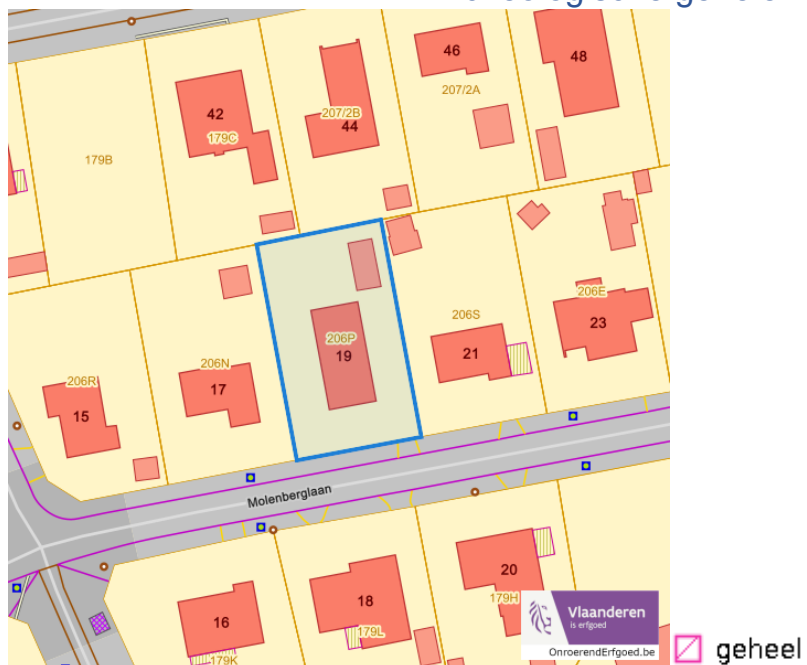 46
48
42
207/2A
207/2B
44
179C
179B
206S
206E
23
206P
19
21
206N
17
206R
15
Molenberglaan
20
18
16
179H
179L
179K
Vlaanderen
is erfgoed
OnroerendErfgoed.be
geheel